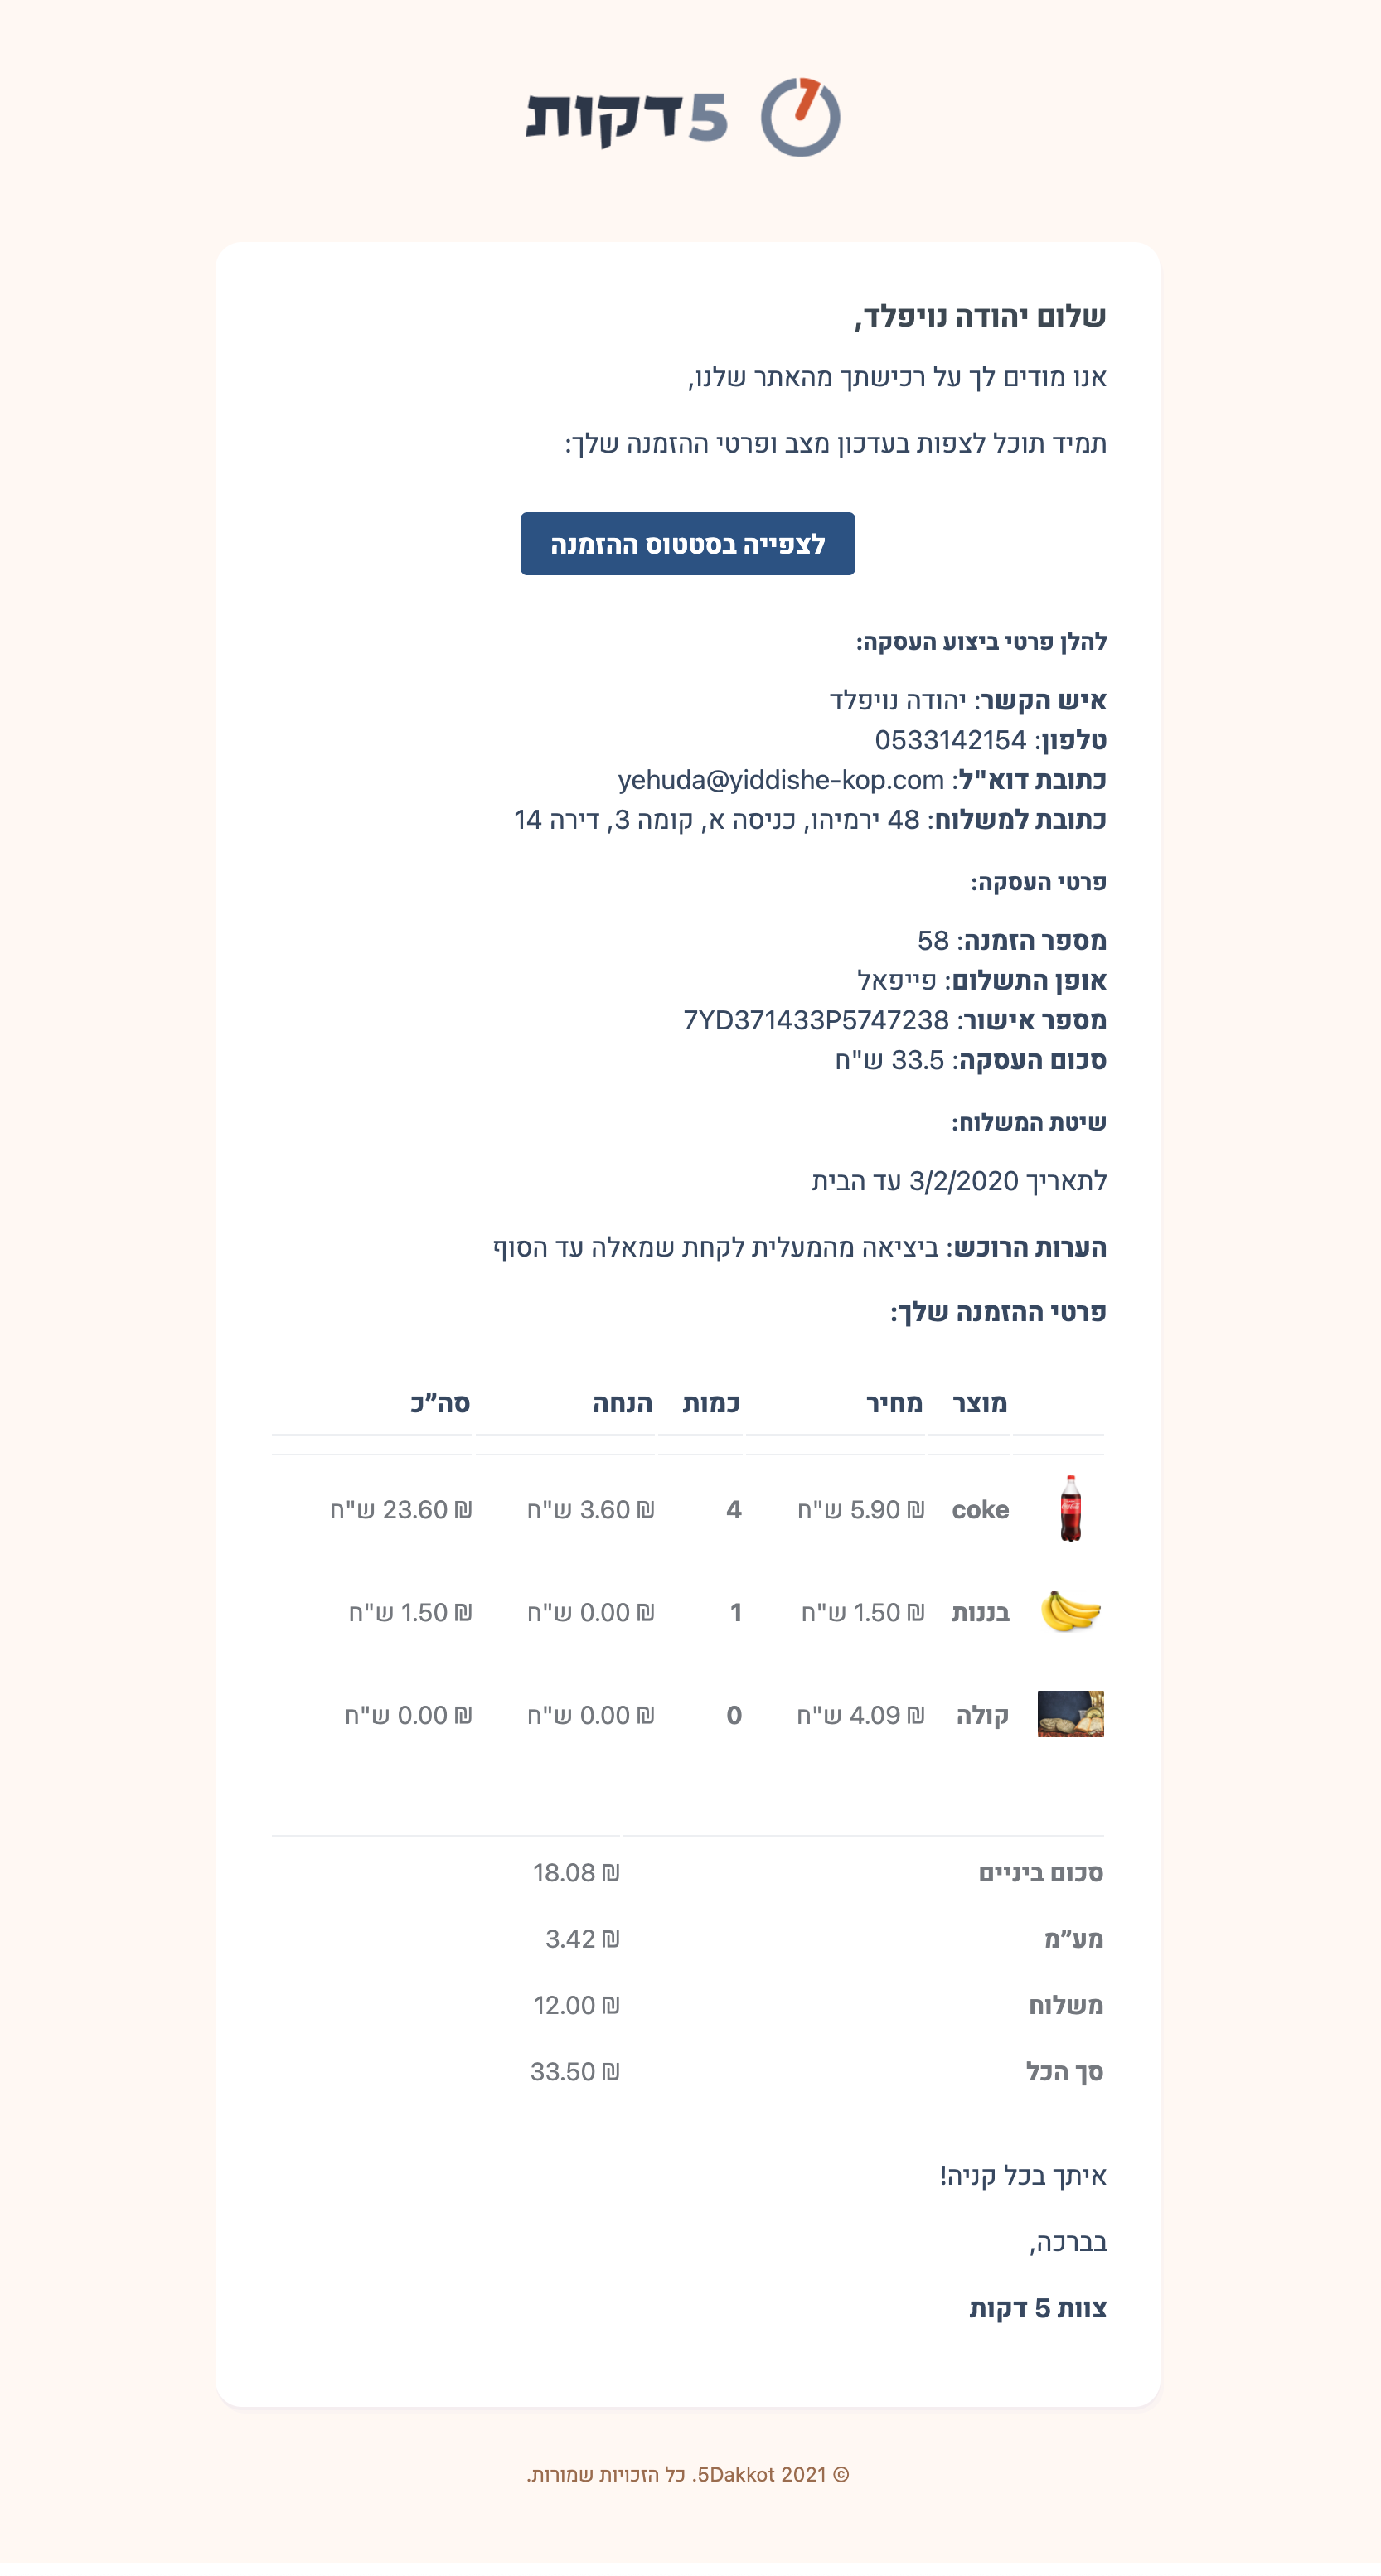 5דקות
שלום יהודה נויפלד,
אנו מודים לך על רכישתך מהאתר שלנו,
תמיד תוכל לצפות בעדכון מצב ופרטי ההזמנה שלך:
לצפייה בסטטוס ההזמנה
להלן פרטי ביצוע העסקה:
איש הקשר: יהודה נויפלד
טלפון: 0533142154
כתובת דוא"ל: yehuda@yiddishe-kop.com
כתובת למשלוח: 48 ירמיהו, כניסה א, קומה 3, דירה 14
פרטי העסקה:
מספר הזמנה: 58
אופן התשלום: פייפאל
מספר אישור: 7YD371433P5747238
סכום העסקה: 33.5 ש"ח
שיטת המשלוח:
לתאריך 3/2/2020 עד הבית
הערות הרוכש: ביציאה מהמעלית לקחת שמאלה עד הסוף
פרטי ההזמנה שלך:
מוצר מחיר כמות הנחה סה״כ
coke ₪ 5.90 ש"ח 4 ₪ 3.60 ש"ח ₪ 23.60 ש"ח
בננות ₪ 1.50 ש"ח 1 ₪ 0.00 ש"ח ₪ 1.50 ש"ח
קולה ₪ 4.09 ש"ח 0 ₪ 0.00 ש"ח ₪ 0.00 ש"ח
סכום ביניים ₪ 18.08
מע״מ ₪ 3.42
משלוח ₪ 12.00
סך הכל ₪ 33.50
איתך בכל קניה!
בברכה,
צוות 5 דקות
© 2021 5Dakkot. כל הזכויות שמורות.